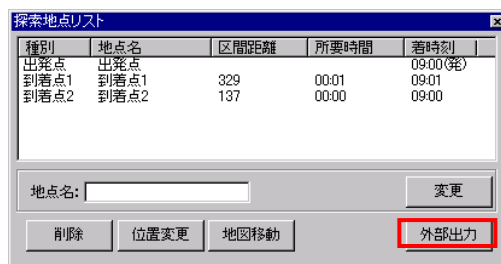 探索地点リスト
種別 地点名 区間距離 所要時間 着時刻
出発点 出発点 09:00(発)
到着点1 到着点1 329 00:01 09:01
到着点2 到着点2 137 00:00 09:00
地点名: 変更
削除 位置変更 地図移動 外部出力